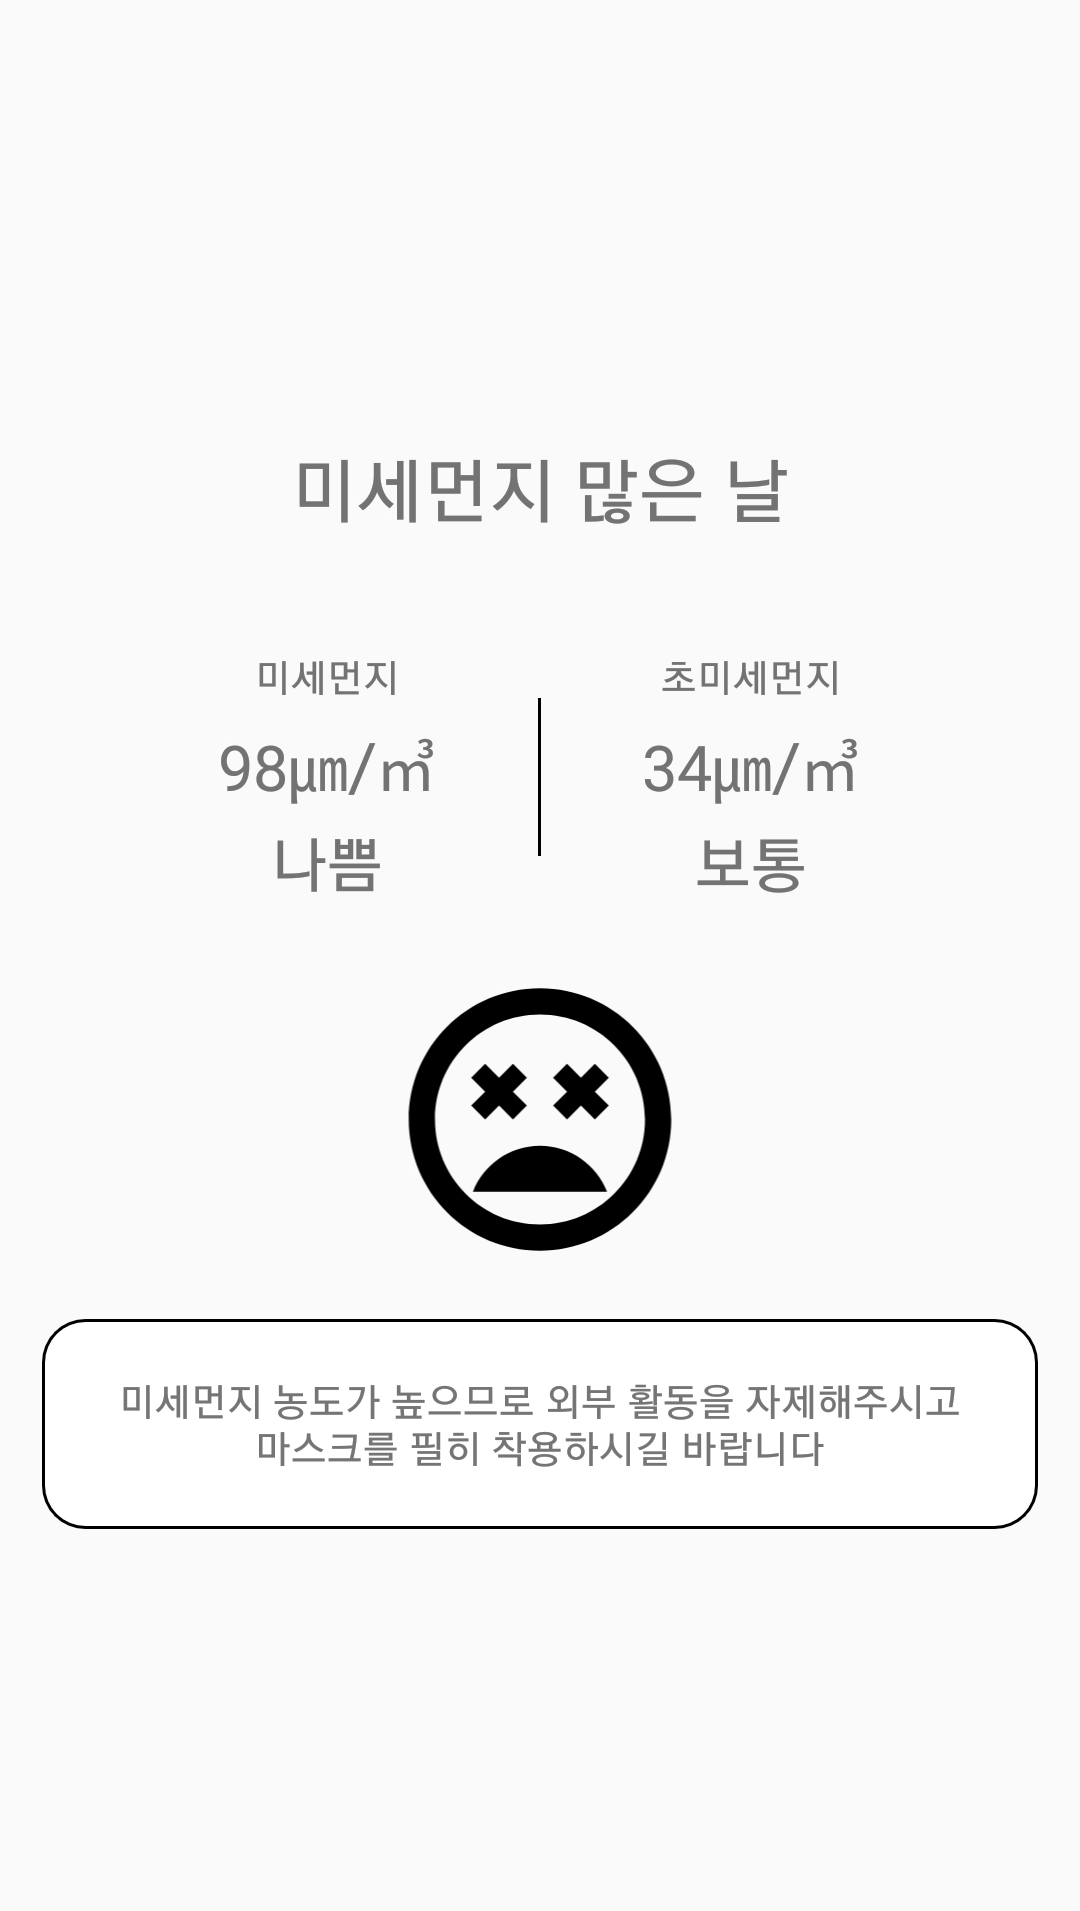 미세먼지 많은 날
미세먼지
초미세먼지
98㎛/㎥
34㎛/㎥
나쁨
보통
미세먼지 농도가 높으므로 외부 활동을 자제해주시고
마스크를 필히 착용하시길 바랍니다